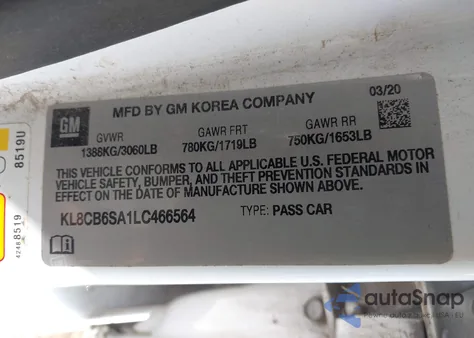 MFD BY GM KOREA COMPANY
03/20
GM
GVWR
GAWR FRT
GAWR RR
1388KG/3060LB
780KG/1719LB
750KG/1653LB
THIS VEHICLE CONFORMS TO ALL APPLICABLE U.S. FEDERAL MOTOR
VEHICLE SAFETY, BUMPER, AND THEFT PREVENTION STANDARDS IN
EFFECT ON THE DATE OF MANUFACTURE SHOWN ABOVE.
KL8CB6SA1LC466564
TYPE: PASS CAR
8519U
42488519
autoSnap